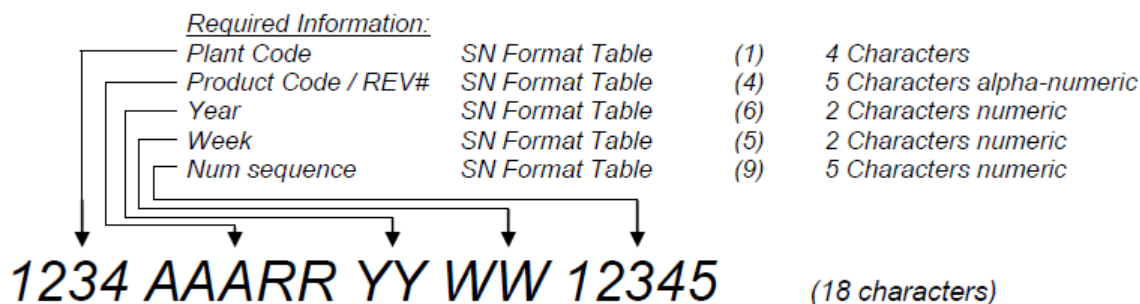 Required Information:
Plant Code SN Format Table (1) 4 Characters
Product Code / REV# SN Format Table (4) 5 Characters alpha-numeric
Year SN Format Table (6) 2 Characters numeric
Week SN Format Table (5) 2 Characters numeric
Num sequence SN Format Table (9) 5 Characters numeric
1234 AAARR YY WW 12345 (18 characters)